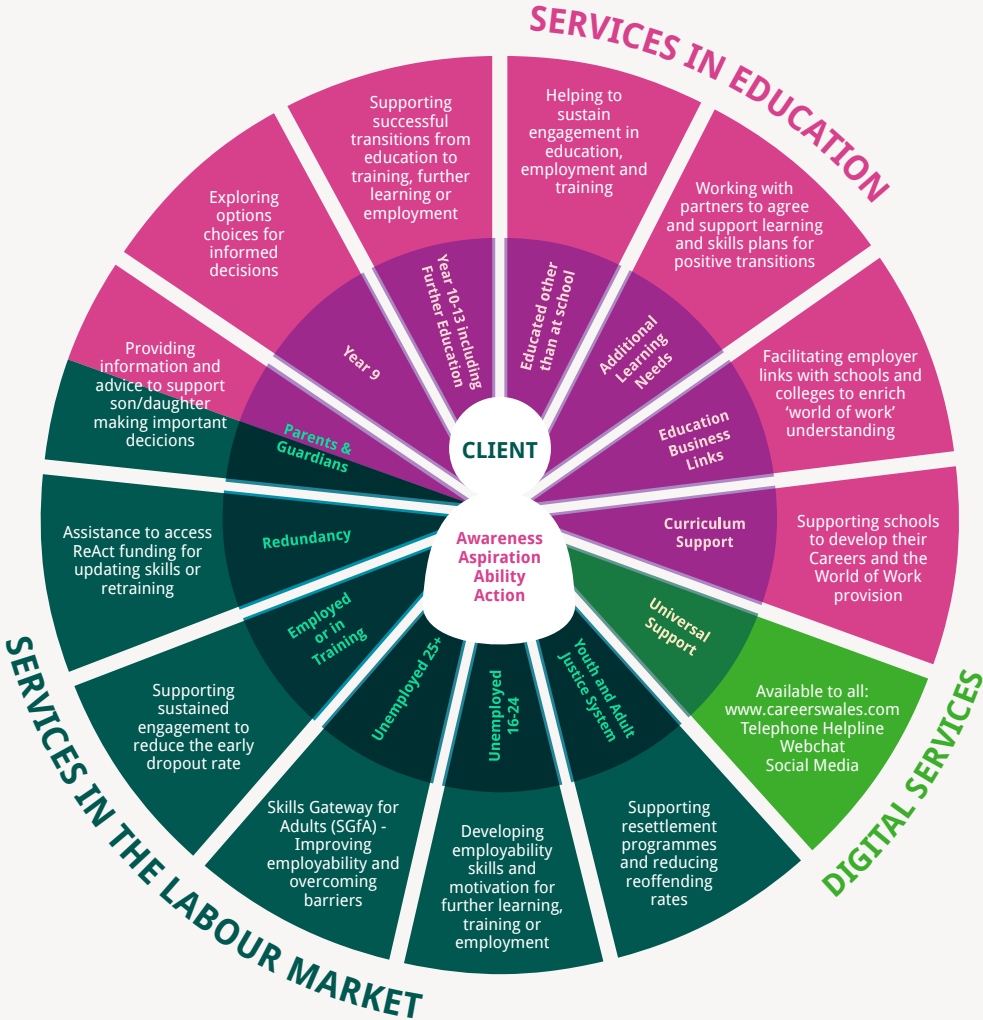 SERVICES IN EDUCATION
Helping to
sustain
engagement in
education,
employment and
training
Educated other
than at school
Working with
partners to agree
and support learning
and skills plans for
positive transitions
Additional
Learning
Needs
Facilitating employer
links with schools and
colleges to enrich
‘world of work’
understanding
Education
Business
Links
Supporting schools
to develop their
Careers and the
World of Work
provision
Curriculum
Support
DIGITAL SERVICES
Available to all:
www.careerswales.com
Telephone Helpline
Webchat
Social Media
Universal
Support
Supporting
resettlement
programmes
and reducing
reoffending
rates
Youth and Adult
Justice System
Developing
employability
skills and
motivation for
further learning,
training or
employment
Unemployed
16-24
Skills Gateway for
Adults (SGfA) -
Improving
employability and
overcoming
barriers
Unemployed 25+
SERVICES IN THE LABOUR MARKET
Supporting
sustained
engagement to
reduce the early
dropout rate
Employed
or in
Training
Assistance to access
ReAct funding for
updating skills or
retraining
Redundancy
Providing
information and
advice to support
son/daughter
making important
decisions
Parents &
Guardians
Exploring
options
choices for
informed
decisions
Year 9
Supporting
successful
transitions from
education to
training, further
learning or
employment
Year 10-13 including
Further Education
CLIENT
Awareness
Aspiration
Ability
Action